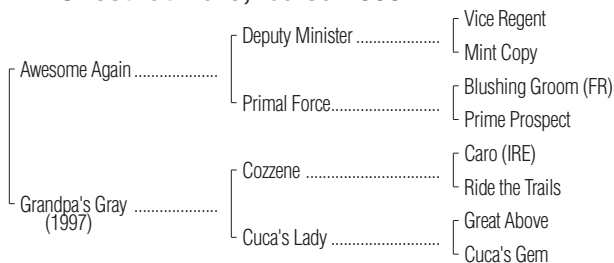 Vice Regent
Deputy Minister .....................
Mint Copy
Awesome Again .....................
Blushing Groom (FR)
Primal Force.....................
Prime Prospect
Caro (IRE)
Cozzene ...........................
Ride the Trails
Grandpa's Gray .....................
(1997)
Great Above
Cuca's Lady .....................
Cuca's Gem